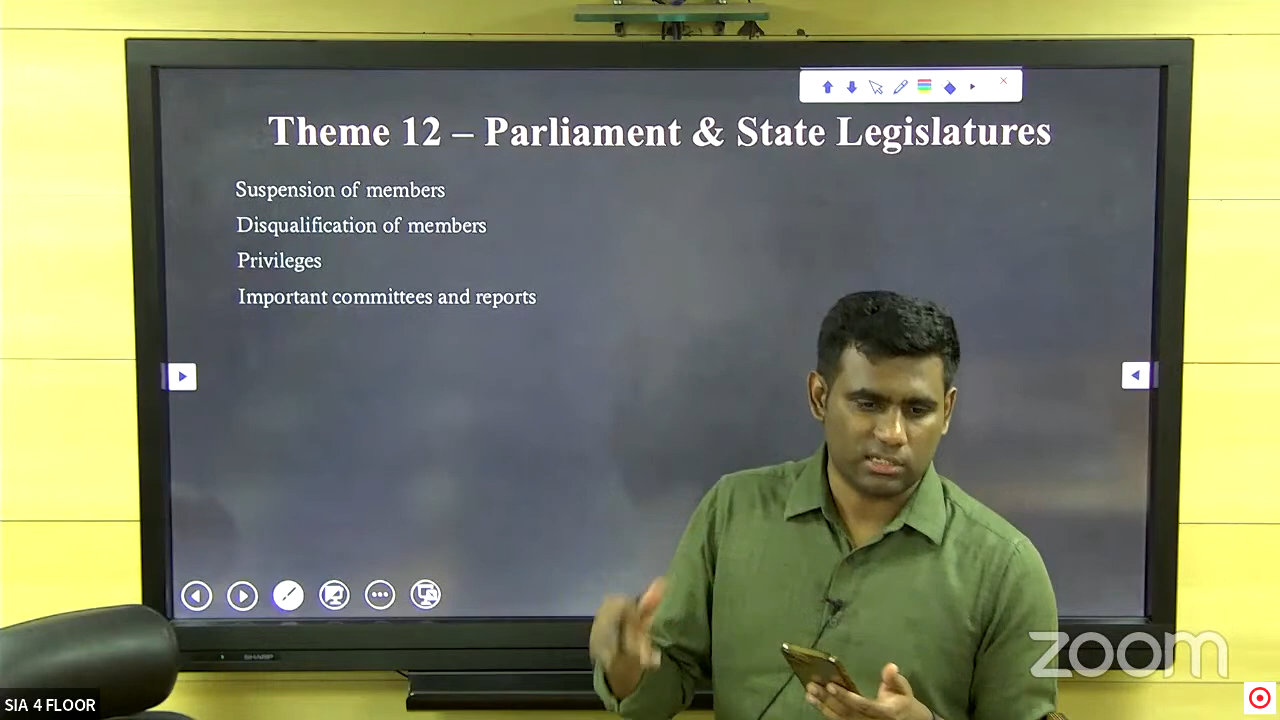 Theme 12 – Parliament & State Legislatures
Suspension of members
Disqualification of members
Privileges
Important committees and reports
SHARP
zoom
SIA 4 FLOOR